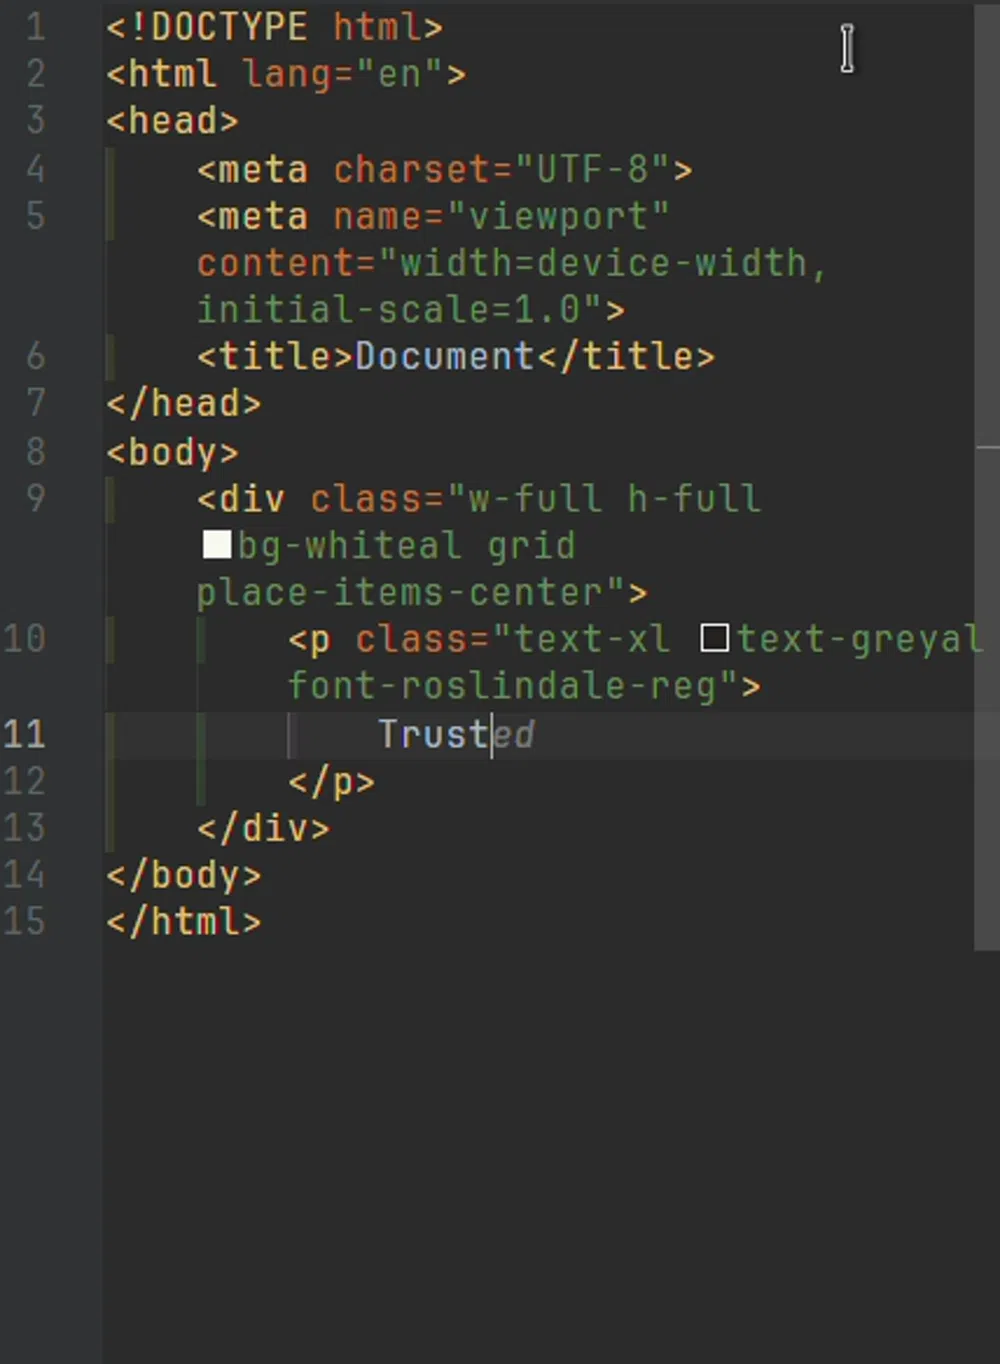 1 <!DOCTYPE html>
2 <html lang="en">
3 <head>
4 <meta charset="UTF-8">
5 <meta name="viewport"
content="width=device-width,
initial-scale=1.0">
6 <title>Document</title>
7 </head>
8 <body>
9 <div class="w-full h-full
bg-whiteal grid
place-items-center">
10 <p class="text-xl text-greyal
font-roslindale-reg">
11 Trusted
12 </p>
13 </div>
14 </body>
15 </html>